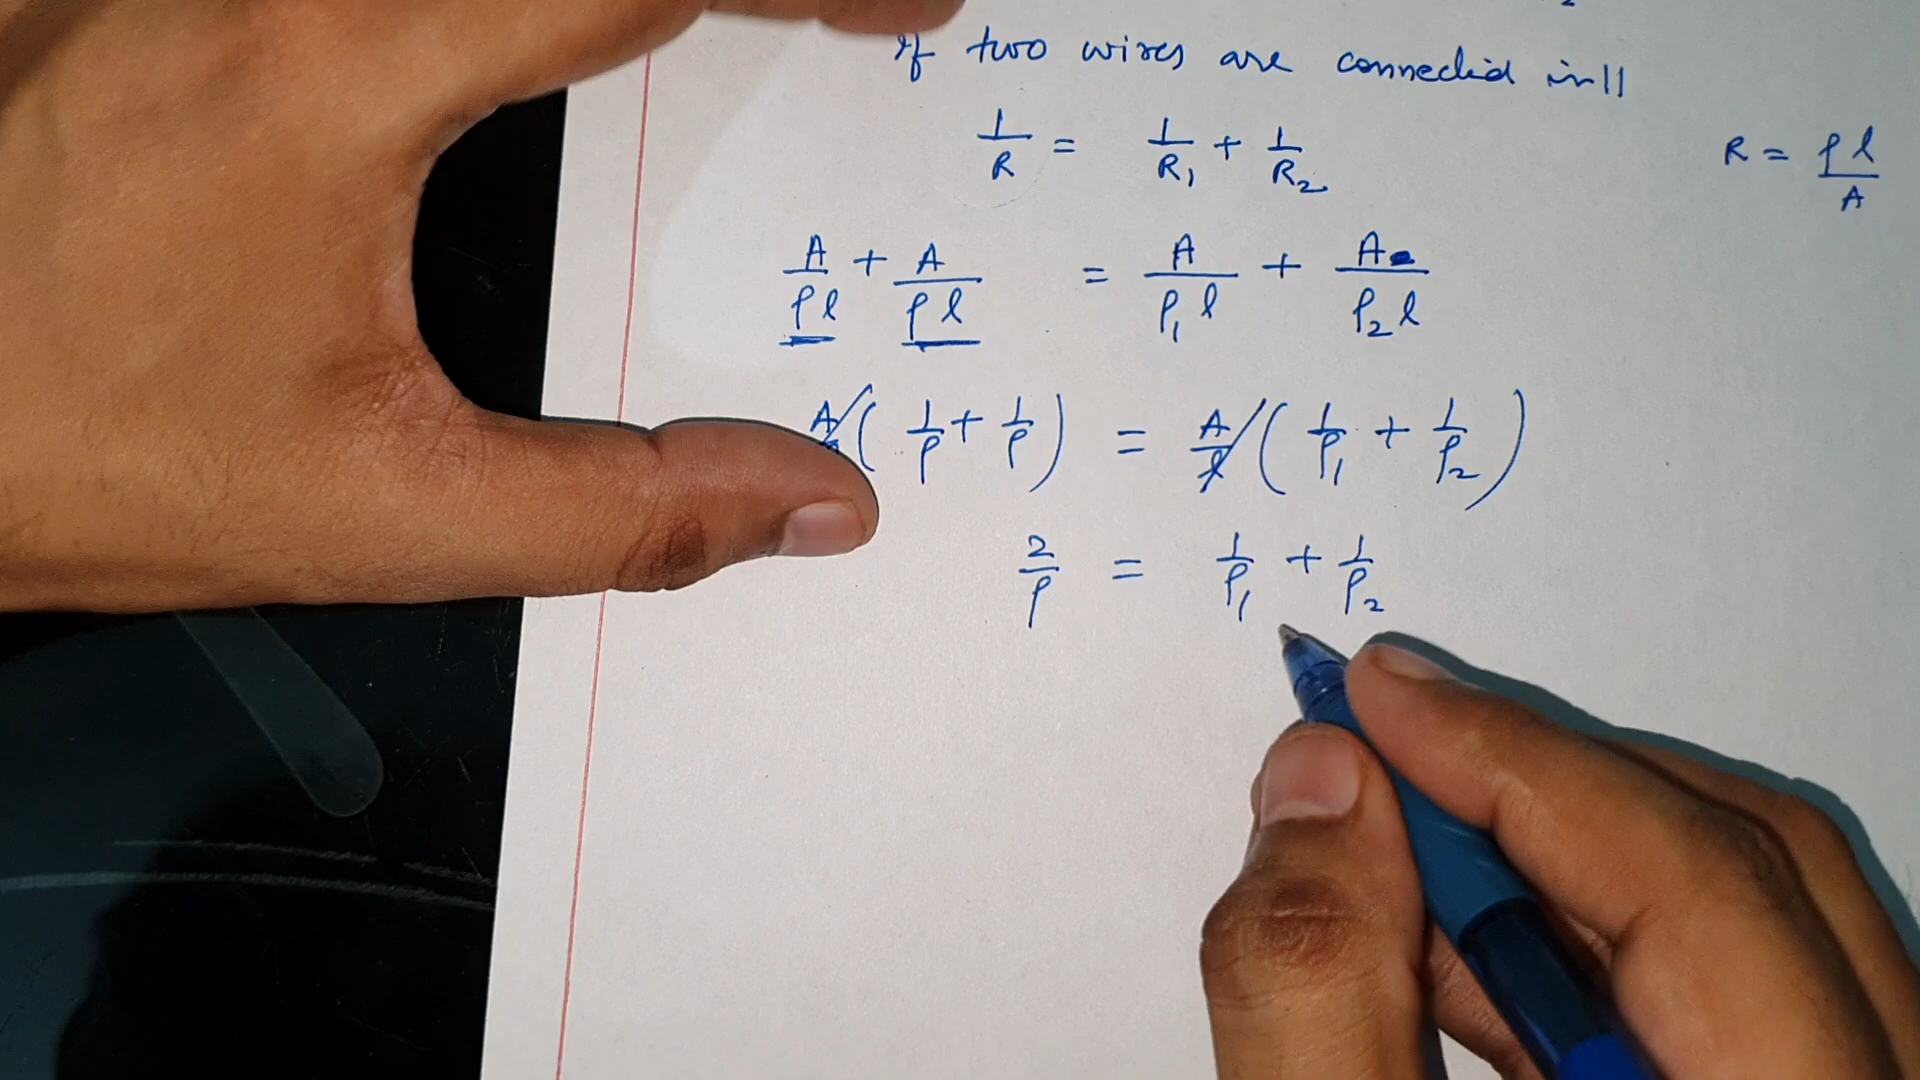 If two wires are connected in ||
1/R = 1/R₁ + 1/R₂
R = ρl/A
A/ρl + A/ρl = A/ρ₁l + A/ρ₂l
A/ (1/ρ + 1/ρ) = A/l (1/ρ₁ + 1/ρ₂)
2/ρ = 1/ρ₁ + 1/ρ₂